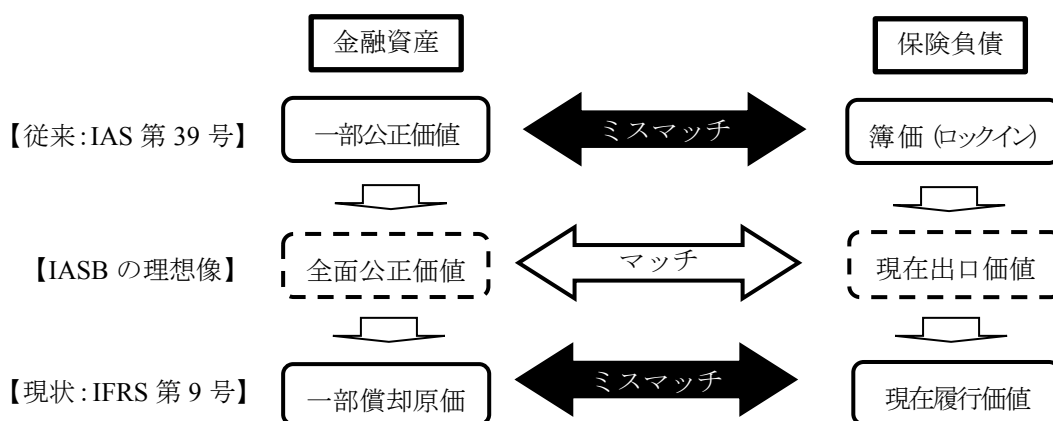 金融資産
保険負債
【従来:IAS 第 39 号】
一部公正価値
ミスマッチ
簿価 (ロックイン)
【IASB の理想像】
全面公正価値
マッチ
現在出口価値
【現状:IFRS 第 9 号】
一部償却原価
ミスマッチ
現在履行価値